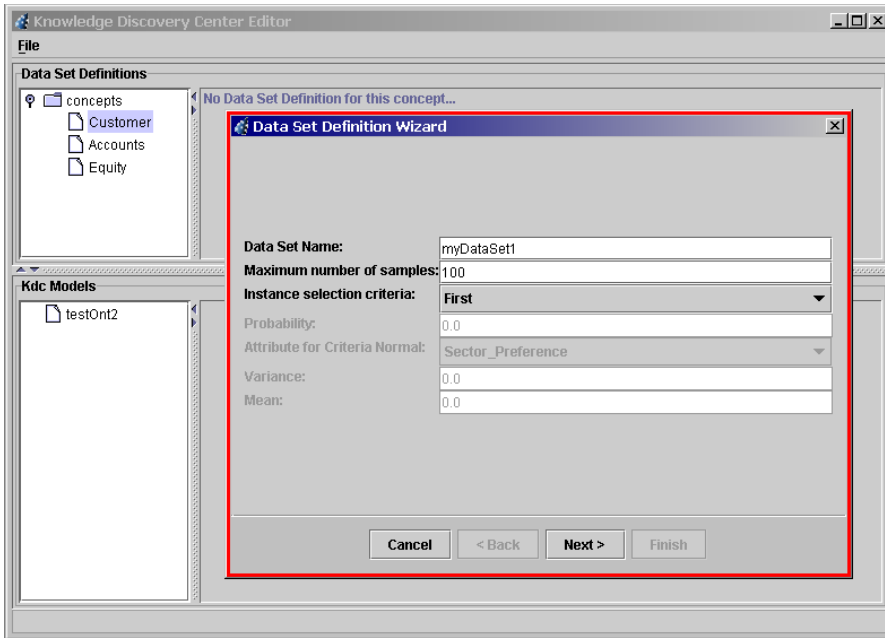 Knowledge Discovery Center Editor
File
Data Set Definitions
concepts
Customer
Accounts
Equity
No Data Set Definition for this concept...
Data Set Definition Wizard
Data Set Name: myDataSet1
Maximum number of samples: 100
Instance selection criteria: First
Probability: 0.0
Attribute for Criteria Normal: Sector_Preference
Variance: 0.0
Mean: 0.0
Cancel < Back Next > Finish
Kdc Models
testOnt2